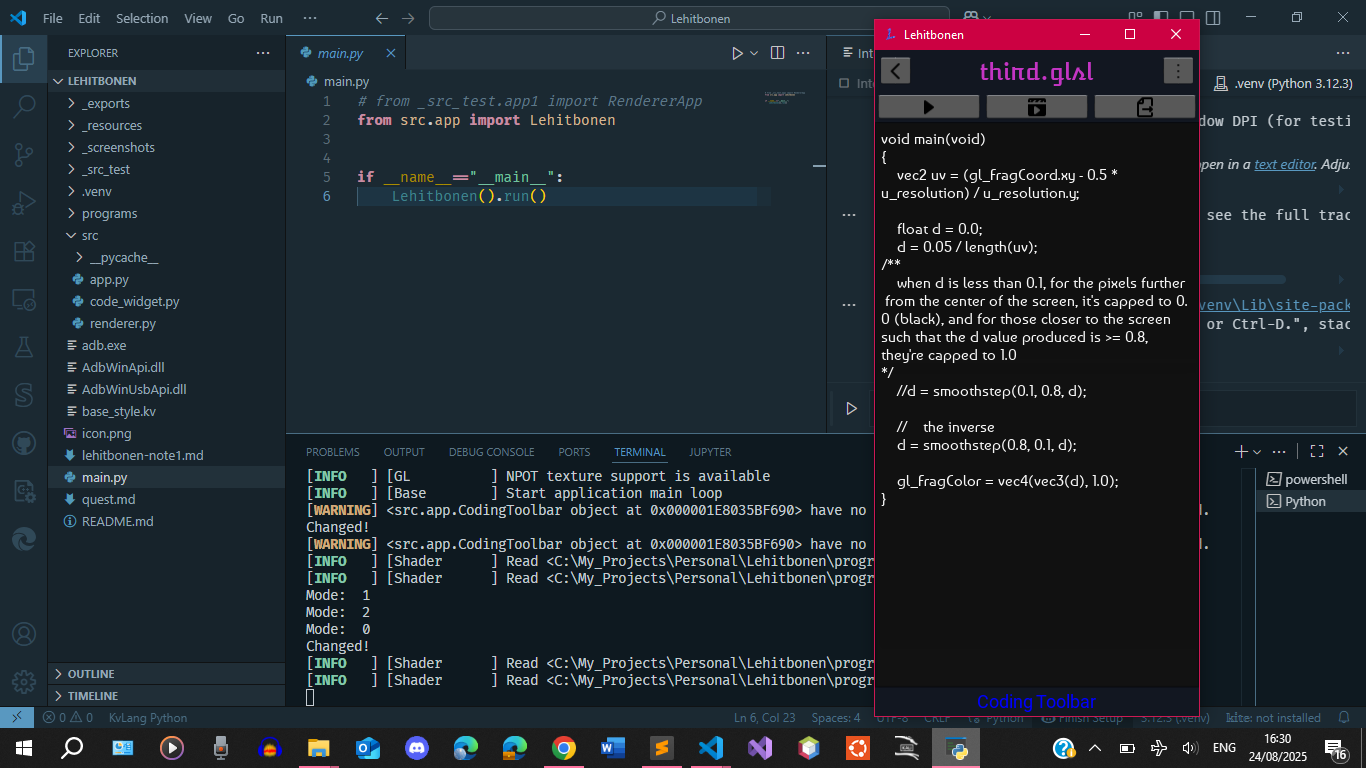 File Edit Selection View Go Run ··· Lehitbonen
EXPLORER ···
LEHITBONEN
_exports
_resources
_screenshots
_src_test
.venv
programs
src
__pycache__
app.py
code_widget.py
renderer.py
adb.exe
AdbWinApi.dll
AdbWinUsbApi.dll
base_style.kv
icon.png
lehitbonen-note1.md
main.py
quest.md
README.md
OUTLINE
TIMELINE
main.py
main.py
1 # from _src_test.app1 import RendererApp
2 from src.app import Lehitbonen
3
4
5 if __name__=="__main__":
6 Lehitbonen().run()
.venv (Python 3.12.3)
dow DPI (for testi
pen in a text editor. Adjus
see the full trac
venv\Lib\site-pack
or Ctrl-D.", stac
PROBLEMS OUTPUT DEBUG CONSOLE TERMINAL PORTS JUPYTER
[INFO ] [GL ] NPOT texture support is available
[INFO ] [Base ] Start application main loop
[WARNING] <src.app.CodingToolbar object at 0x000001E8035BF690> have no
Changed!
[WARNING] <src.app.CodingToolbar object at 0x000001E8035BF690> have no
[INFO ] [Shader ] Read <C:\My_Projects\Personal\Lehitbonen\progr
[INFO ] [Shader ] Read <C:\My_Projects\Personal\Lehitbonen\progr
Mode: 1
Mode: 2
Mode: 0
Changed!
[INFO ] [Shader ] Read <C:\My_Projects\Personal\Lehitbonen\progr
[INFO ] [Shader ] Read <C:\My_Projects\Personal\Lehitbonen\progr
powershell
Python
Lehitbonen
third.glsl
void main(void)
{
vec2 uv = (gl_FragCoord.xy - 0.5 *
u_resolution) / u_resolution.y;
float d = 0.0;
d = 0.05 / length(uv);
/**
when d is less than 0.1, for the pixels further
from the center of the screen, it's capped to 0.
0 (black), and for those closer to the screen
such that the d value produced is >= 0.8,
they're capped to 1.0
*/
//d = smoothstep(0.1, 0.8, d);
// the inverse
d = smoothstep(0.8, 0.1, d);
gl_FragColor = vec4(vec3(d), 1.0);
}
Coding Toolbar
0 0 KvLang Python Ln 6, Col 23 Spaces: 4 UTF-8 CRLF Python Finish Setup 3.12.3 (.venv) kite: not installed
ENG 16:30
24/08/2025
16